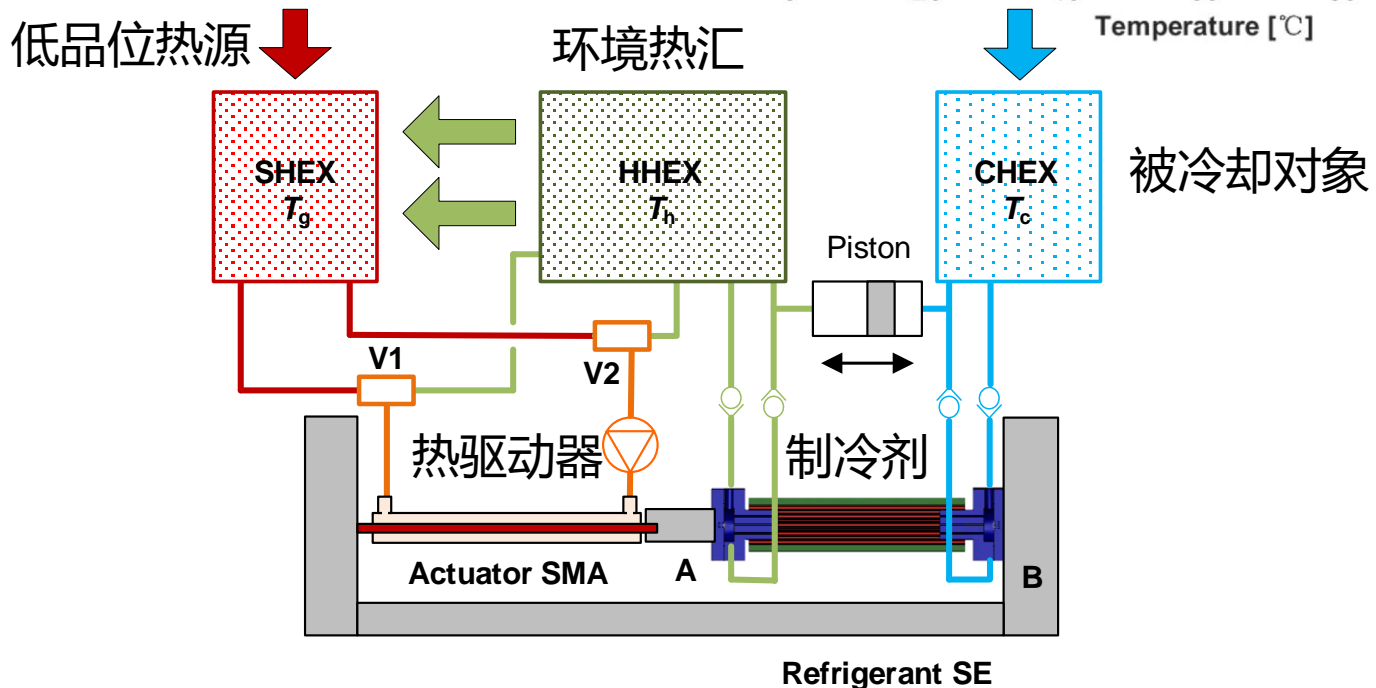 Temperature [℃]
低品位热源
环境热汇
SHEX
Tg
HHEX
Th
CHEX
Tc
被冷却对象
Piston
V1
V2
热驱动器
制冷剂
Actuator SMA
A
B
Refrigerant SE